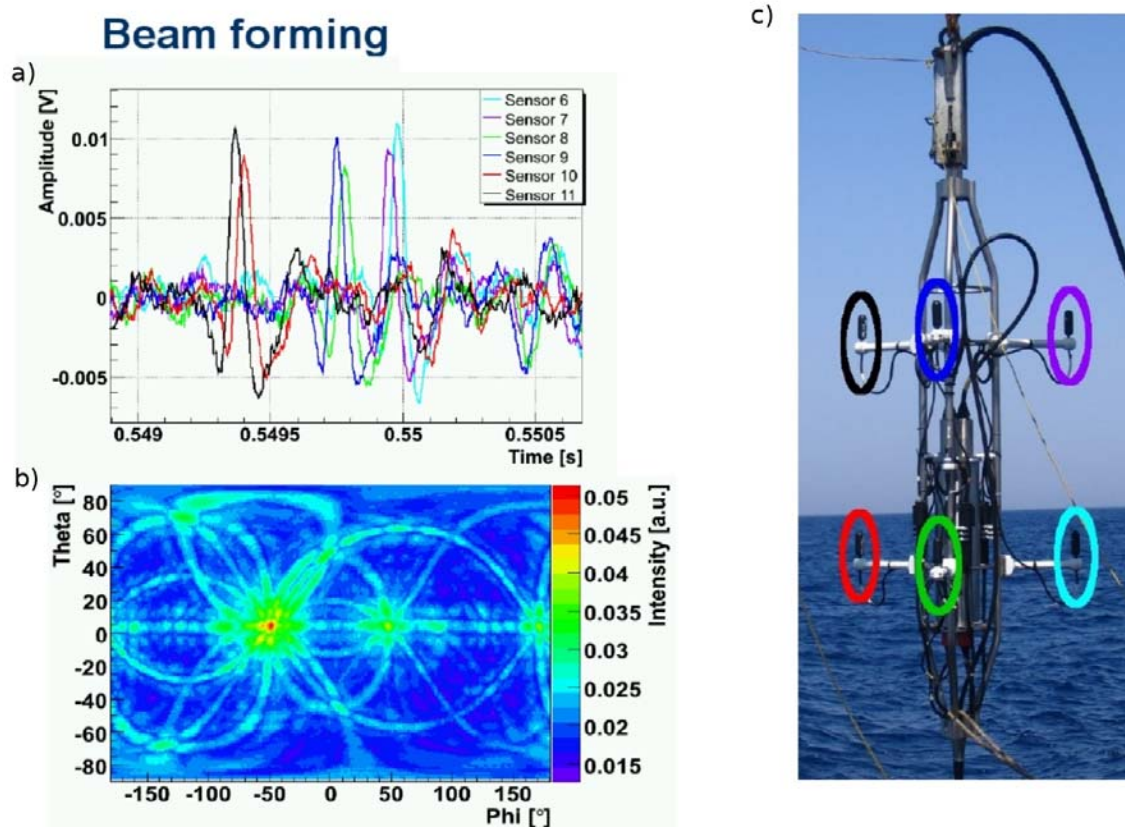 Beam forming
a)
Amplitude [V]
0.01
0.005
0
-0.005
Sensor 6
Sensor 7
Sensor 8
Sensor 9
Sensor 10
Sensor 11
0.549
0.5495
0.55
0.5505
Time [s]
b)
Theta [°]
80
60
40
20
0
-20
-40
-60
-80
-150
-100
-50
0
50
100
150
Phi [°]
0.05
0.045
0.04
0.035
0.03
0.025
0.02
0.015
Intensity [a.u.]
c)